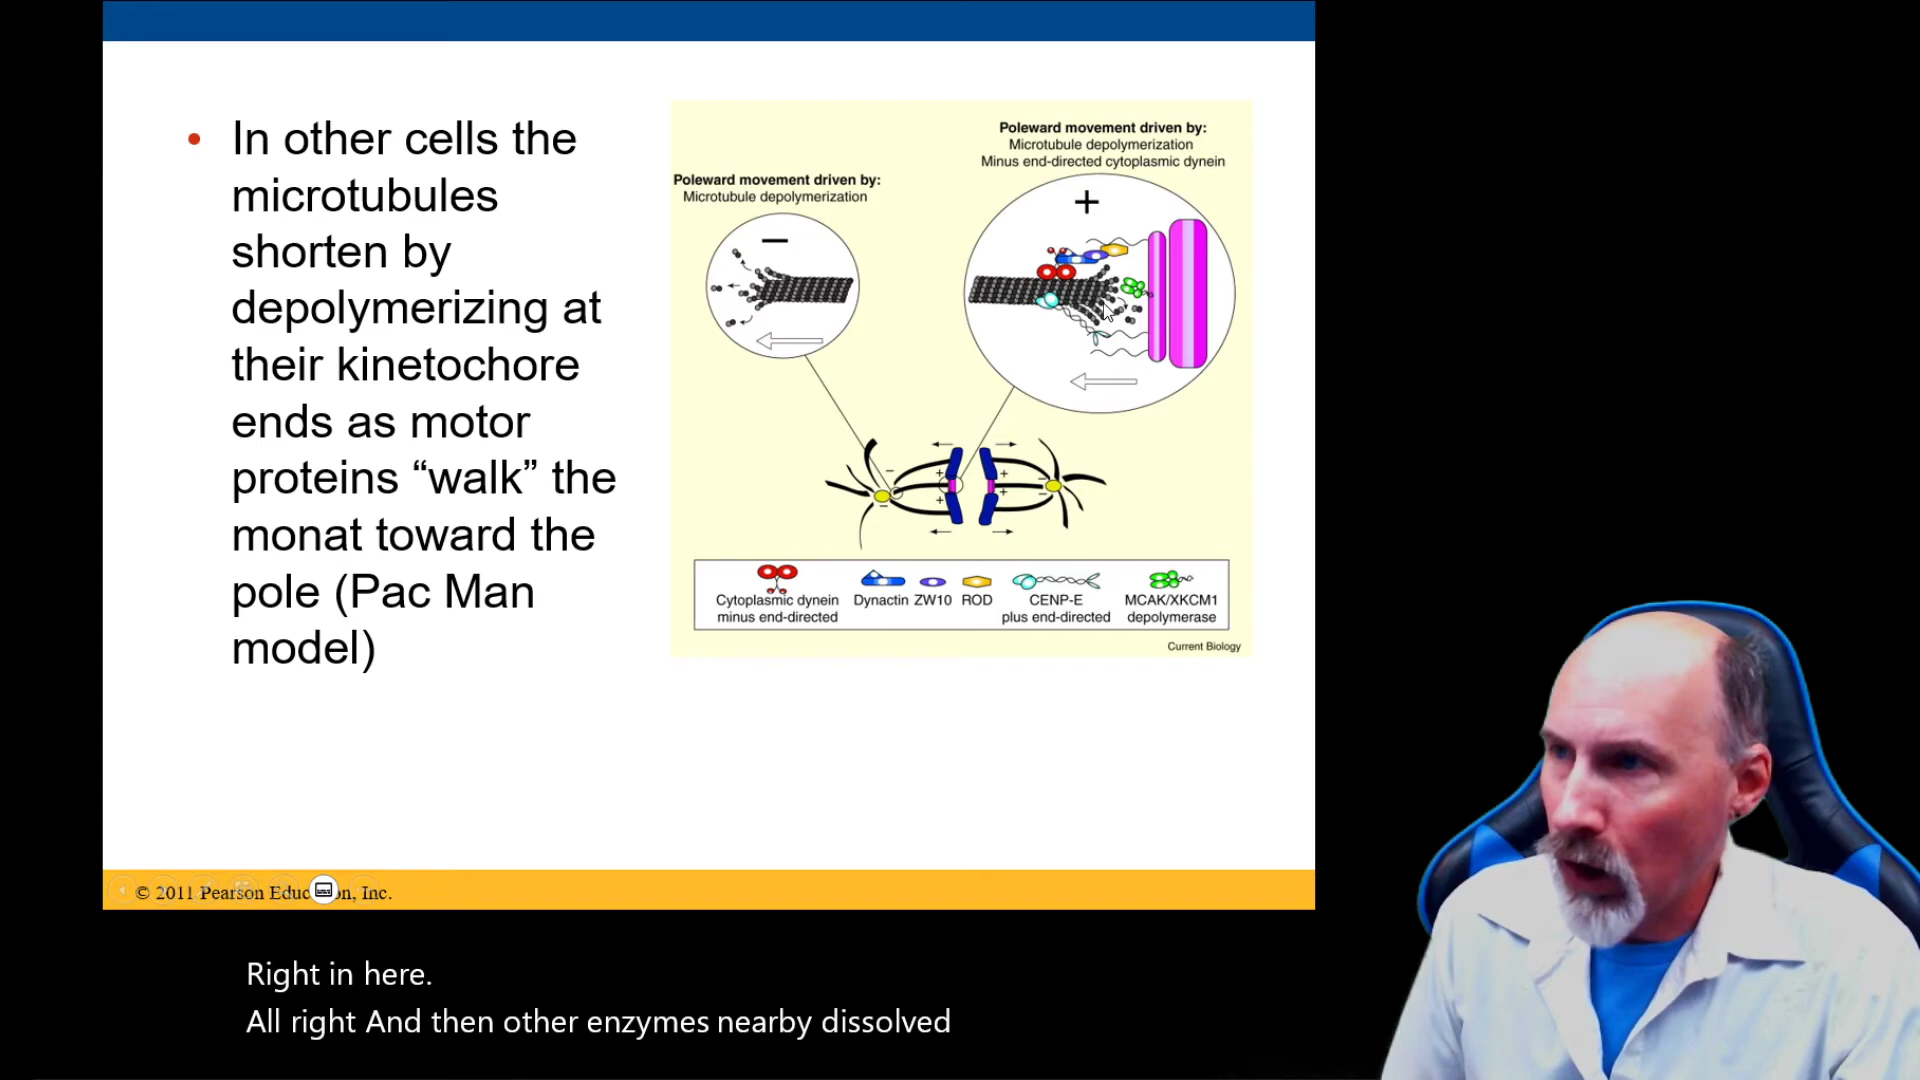 • In other cells the
microtubules
shorten by
depolymerizing at
their kinetochore
ends as motor
proteins “walk” the
monat toward the
pole (Pac Man
model)
Poleward movement driven by:
Microtubule depolymerization
−
Poleward movement driven by:
Microtubule depolymerization
Minus end-directed cytoplasmic dynein
+
− + + −
− + + −
Cytoplasmic dynein
minus end-directed
Dynactin
ZW10
ROD
CENP-E
plus end-directed
MCAK/XKCM1
depolymerase
Current Biology
© 2011 Pearson Educ on, Inc.
Right in here.
All right And then other enzymes nearby dissolved